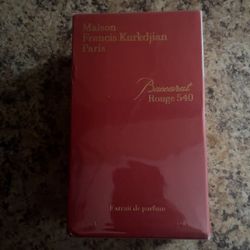 Maison
Francis Kurkdjian
Paris
Baccarat
Rouge 540
Extrait de parfum